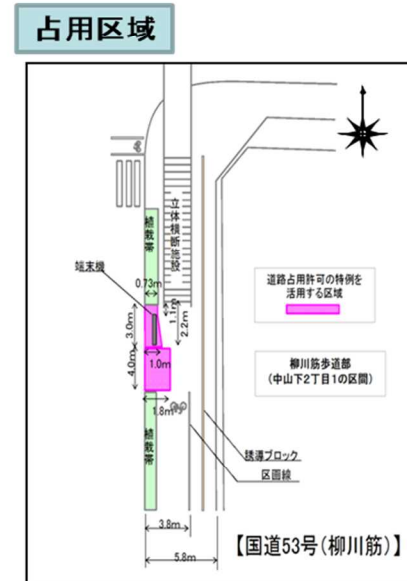 占用区域
立体横断施設
植栽帯
端末機
0.73m
1.1m
3.0m
2.2m
1.0m
4.0m
1.8m
植栽帯
道路占用許可の特例を
活用する区域
柳川筋歩道部
(中山下2丁目1の区間)
誘導ブロック
区画線
3.8m
5.8m
【国道53号(柳川筋)】